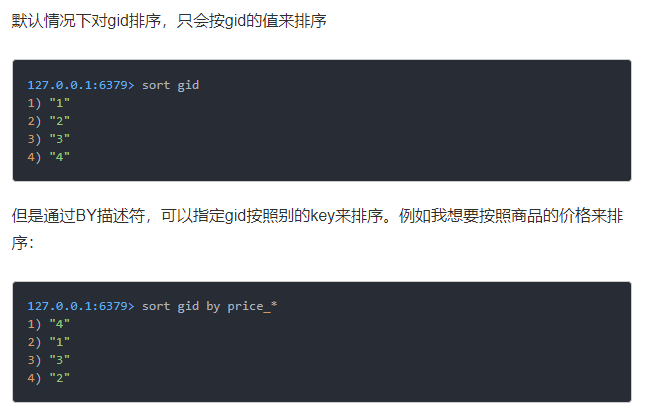 默认情况下对gid排序，只会按gid的值来排序
127.0.0.1:6379> sort gid
1) "1"
2) "2"
3) "3"
4) "4"
但是通过BY描述符，可以指定gid按照别的key来排序。例如我想要按照商品的价格来排
序：
127.0.0.1:6379> sort gid by price_*
1) "4"
2) "1"
3) "3"
4) "2"